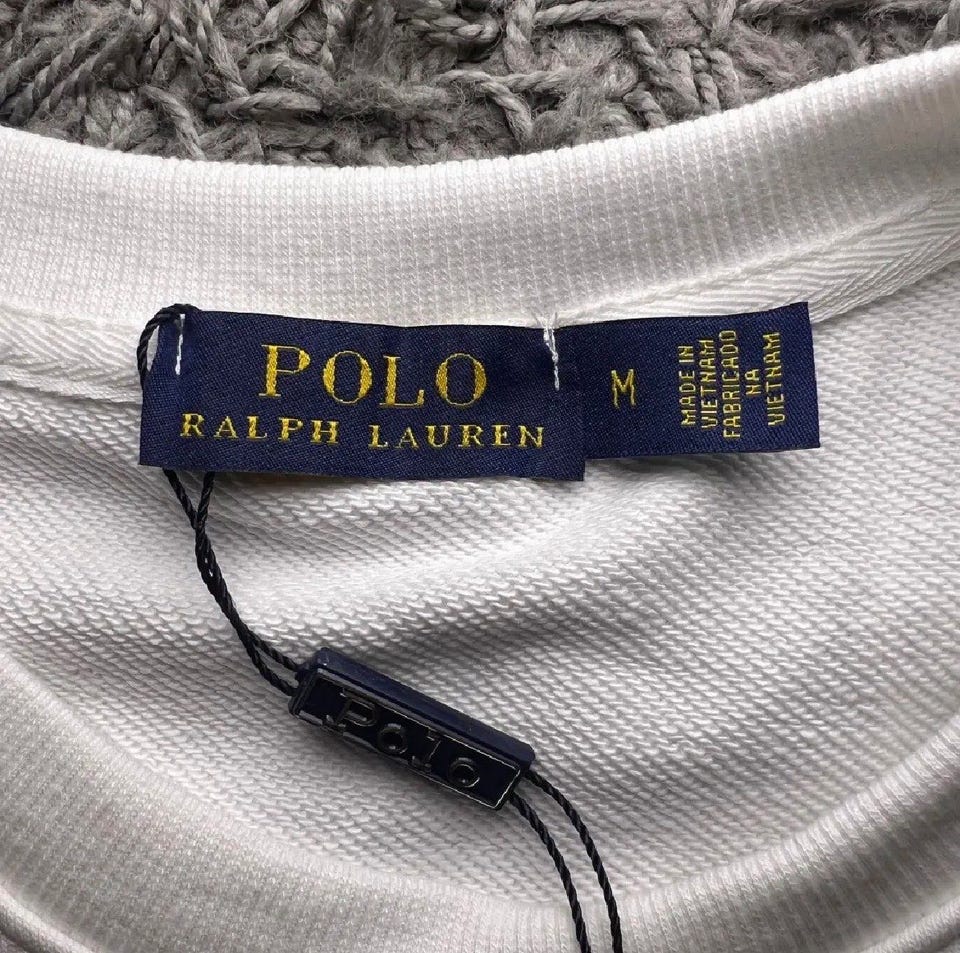 POLO
RALPH LAUREN
M
MADE IN
VIETNAM
FABRICADO
NA
VIETNAM
Polo